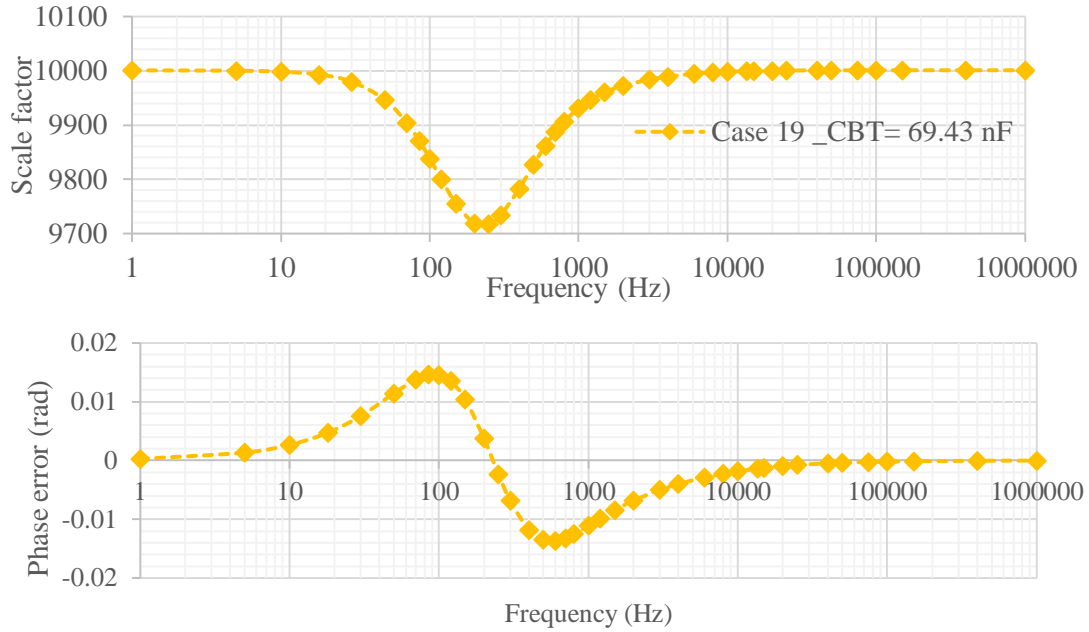 10100
10000
9900
9800
9700
Scale factor
Case 19 _CBT= 69.43 nF
1 10 100 1000 10000 100000 1000000
Frequency (Hz)
0.02
0.01
0
-0.01
-0.02
Phase error (rad)
1 10 100 1000 10000 100000 1000000
Frequency (Hz)